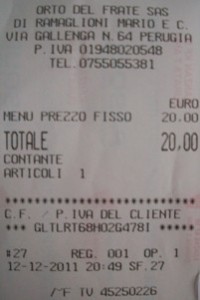 ORTO DEL FRATE SAS
DI RAMAGLIONI MARIO E C.
VIA GALLENGA N.64 PERUGIA
P.IVA 01948020548
TEL.0755055381
EURO
MENU PREZZO FISSO 20.00
TOTALE 20,00
CONTANTE
ARTICOLI 1
********************************
C.F. / P.IVA DEL CLIENTE
*** GLTLRT68H02G478I ***
#27 REG. 001 OP. 1
12-12-2011 20:49 SF.27
TV 45250226